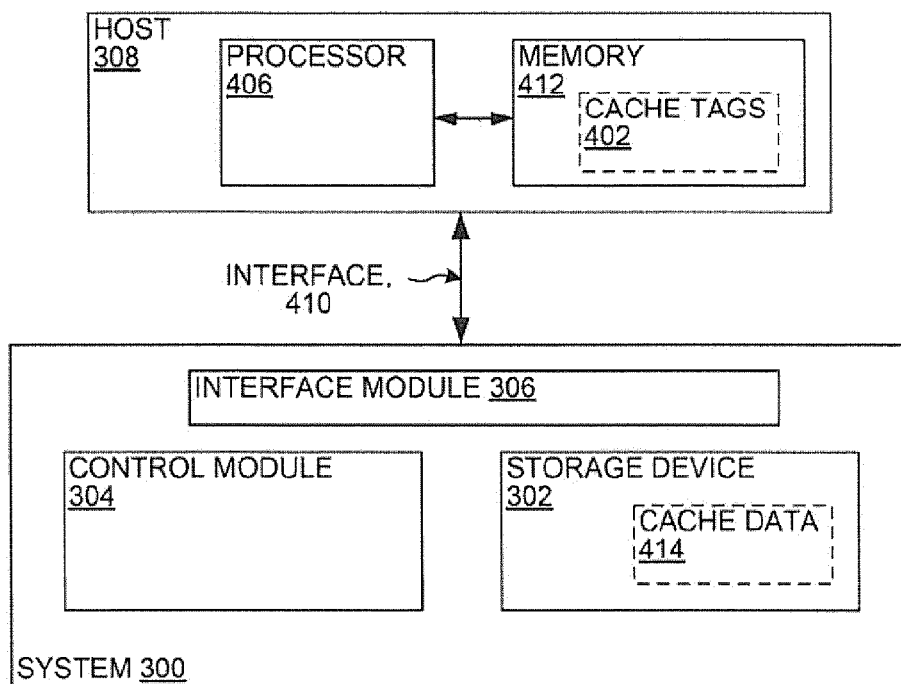 HOST
308
PROCESSOR
406
MEMORY
412
CACHE TAGS
402
INTERFACE,
410
INTERFACE MODULE 306
CONTROL MODULE
304
STORAGE DEVICE
302
CACHE DATA
414
SYSTEM 300